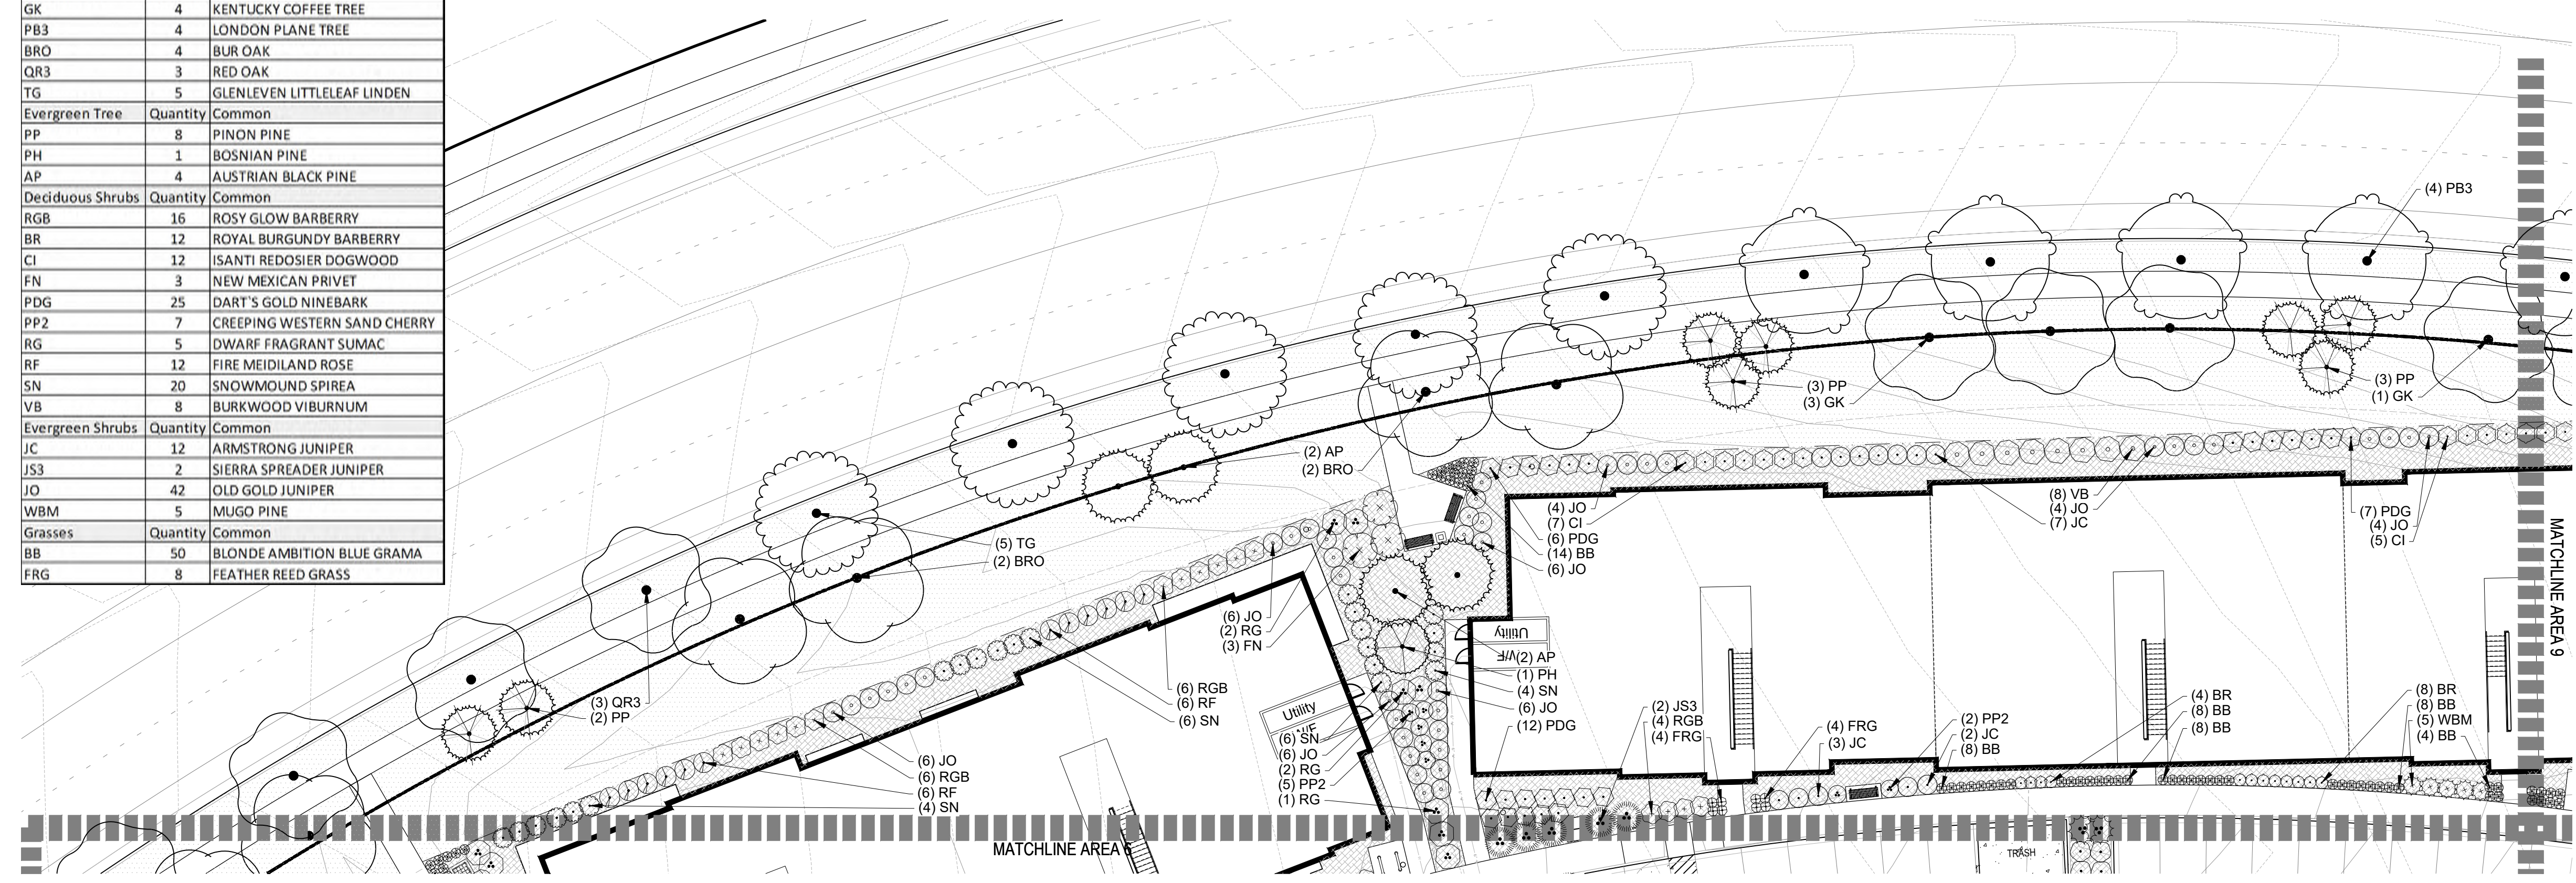 GK 4 KENTUCKY COFFEE TREE
PB3 4 LONDON PLANE TREE
BRO 4 BUR OAK
QR3 3 RED OAK
TG 5 GLENLEVEN LITTLELEAF LINDEN
Evergreen Tree Quantity Common
PP 8 PINON PINE
PH 1 BOSNIAN PINE
AP 4 AUSTRIAN BLACK PINE
Deciduous Shrubs Quantity Common
RGB 16 ROSY GLOW BARBERRY
BR 12 ROYAL BURGUNDY BARBERRY
CI 12 ISANTI REDOSIER DOGWOOD
FN 3 NEW MEXICAN PRIVET
PDG 25 DART`S GOLD NINEBARK
PP2 7 CREEPING WESTERN SAND CHERRY
RG 5 DWARF FRAGRANT SUMAC
RF 12 FIRE MEIDILAND ROSE
SN 20 SNOWMOUND SPIREA
VB 8 BURKWOOD VIBURNUM
Evergreen Shrubs Quantity Common
JC 12 ARMSTRONG JUNIPER
JS3 2 SIERRA SPREADER JUNIPER
JO 42 OLD GOLD JUNIPER
WBM 5 MUGO PINE
Grasses Quantity Common
BB 50 BLONDE AMBITION BLUE GRAMA
FRG 8 FEATHER REED GRASS
(4) PB3
(3) PP
(3) GK
(3) PP
(1) GK
(2) AP
(2) BRO
(5) TG
(2) BRO
(4) JO
(7) CI
(6) PDG
(14) BB
(6) JO
(8) VB
(4) JO
(7) JC
(7) PDG
(4) JO
(5) CI
MATCHLINE AREA 9
(6) JO
(2) RG
(3) FN
Utility
V/F
(2) AP
(1) PH
(4) SN
(6) JO
(12) PDG
(3) QR3
(2) PP
(6) RGB
(6) RF
(6) SN
Utility
(6) SN
(6) JO
(2) RG
(5) PP2
(1) RG
(2) JS3
(4) RGB
(4) FRG
(4) FRG
(3) JC
(2) PP2
(2) JC
(8) BB
(4) BR
(8) BB
(8) BB
(8) BR
(8) BB
(5) WBM
(4) BB
(6) JO
(6) RGB
(6) RF
(4) SN
MATCHLINE AREA 6
TRASH